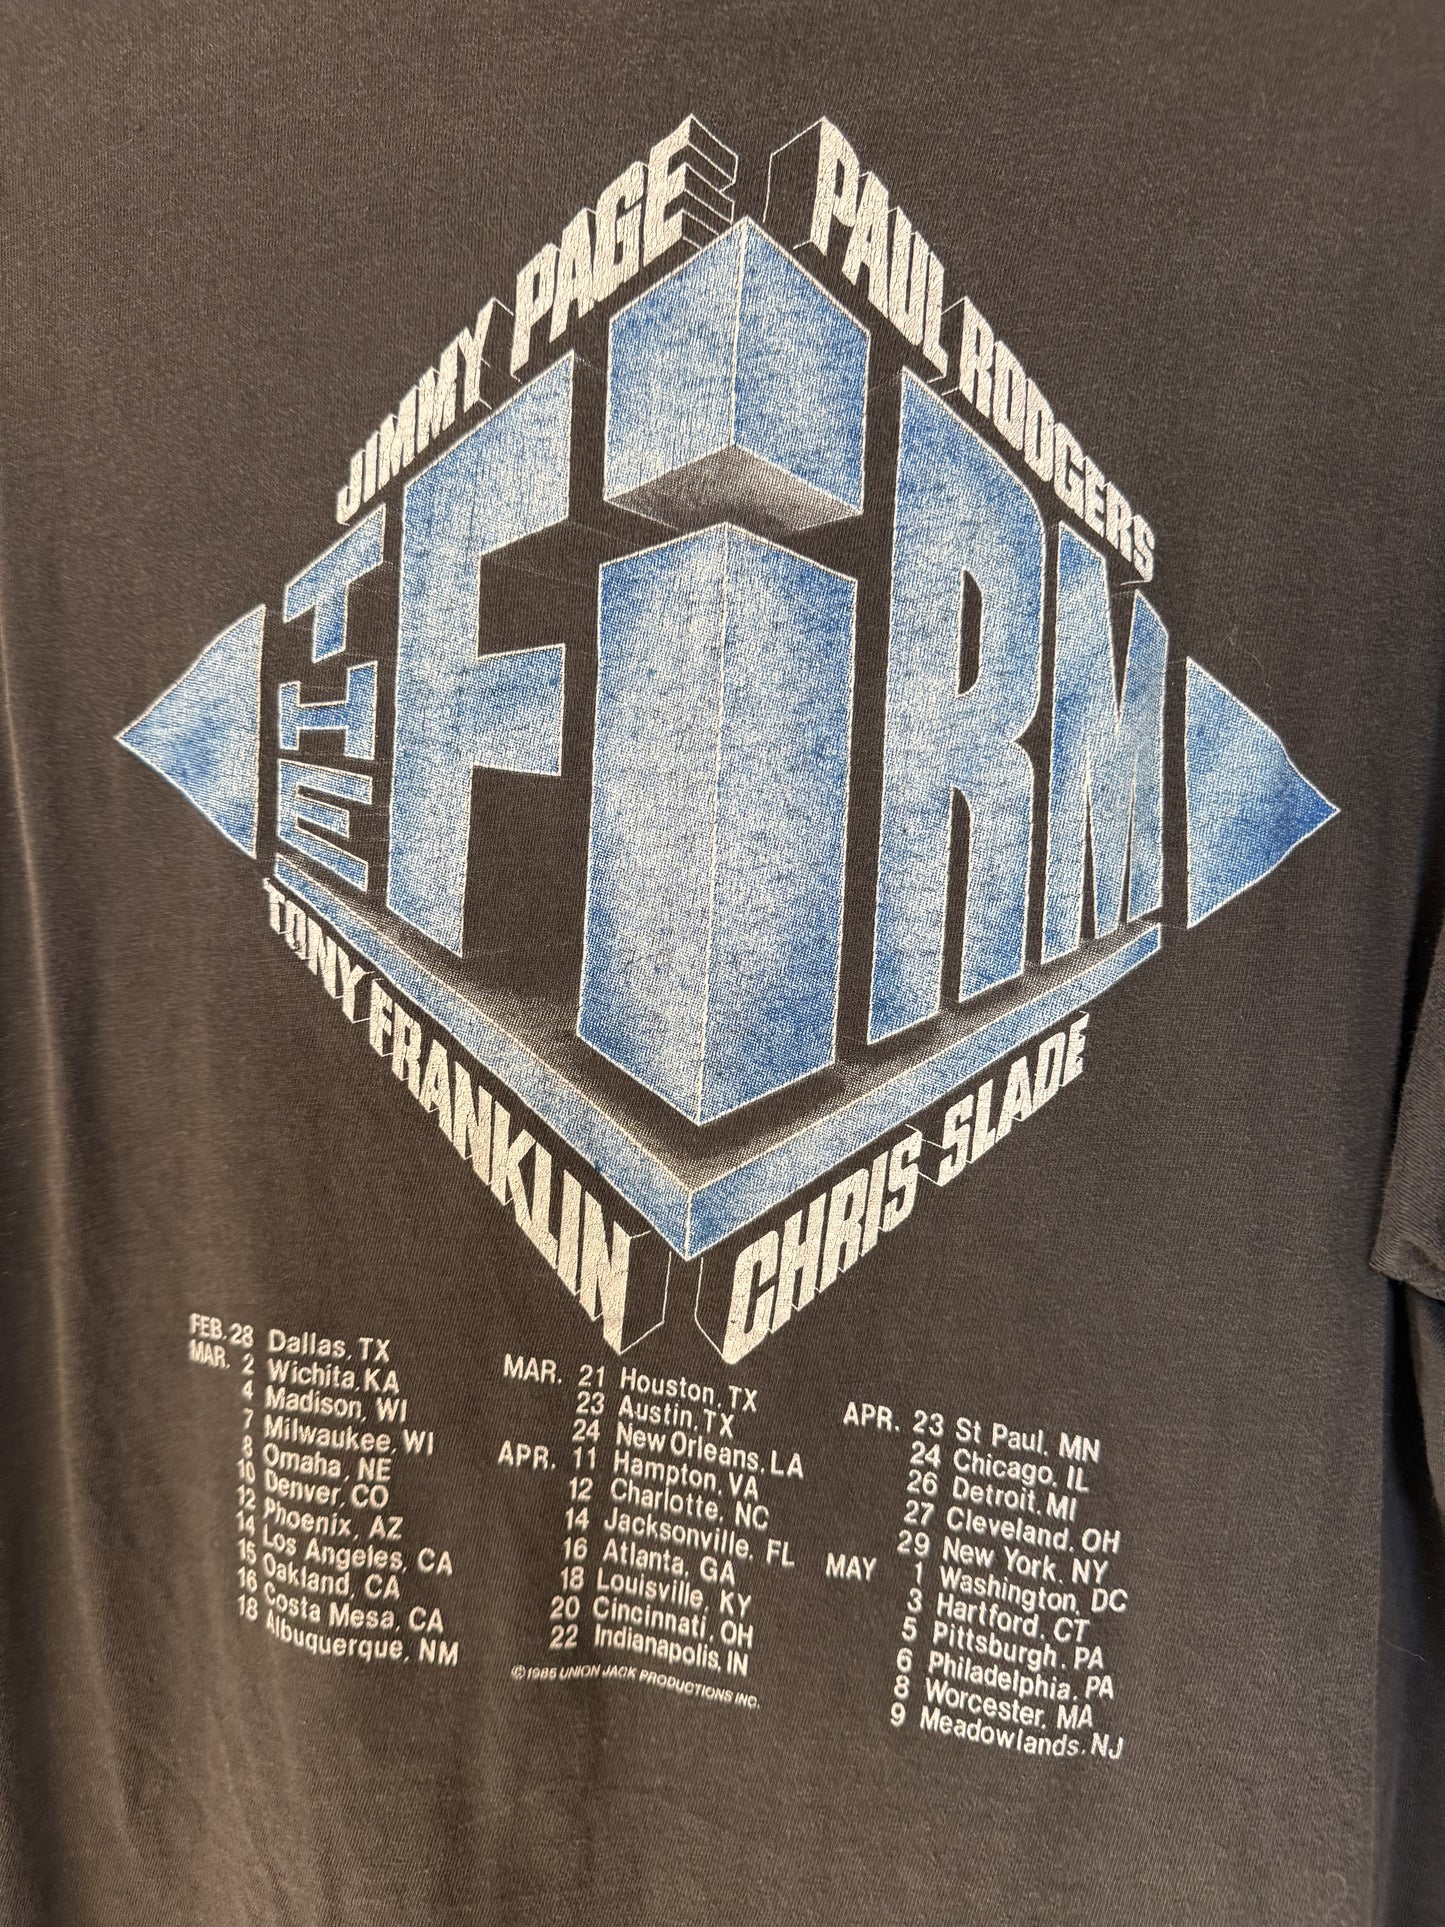 JIMMY PAGE
PAUL RODGERS
THE
FiRM
TONY FRANKLIN
CHRIS SLADE
FEB. 28 Dallas, TX
MAR. 2 Wichita, KA
4 Madison, WI
7 Milwaukee, WI
8 Omaha, NE
10 Denver, CO
12 Phoenix, AZ
14 Los Angeles, CA
15 Oakland, CA
16 Costa Mesa, CA
18 Albuquerque, NM
MAR. 21 Houston, TX
23 Austin, TX
24 New Orleans, LA
APR. 11 Hampton, VA
12 Charlotte, NC
14 Jacksonville, FL
16 Atlanta, GA
18 Louisville, KY
20 Cincinnati, OH
22 Indianapolis, IN
© 1985 UNION JACK PRODUCTIONS INC.
APR. 23 St Paul, MN
24 Chicago, IL
26 Detroit, MI
27 Cleveland, OH
29 New York, NY
MAY 1 Washington, DC
3 Hartford, CT
5 Pittsburgh, PA
6 Philadelphia, PA
8 Worcester, MA
9 Meadowlands, NJ